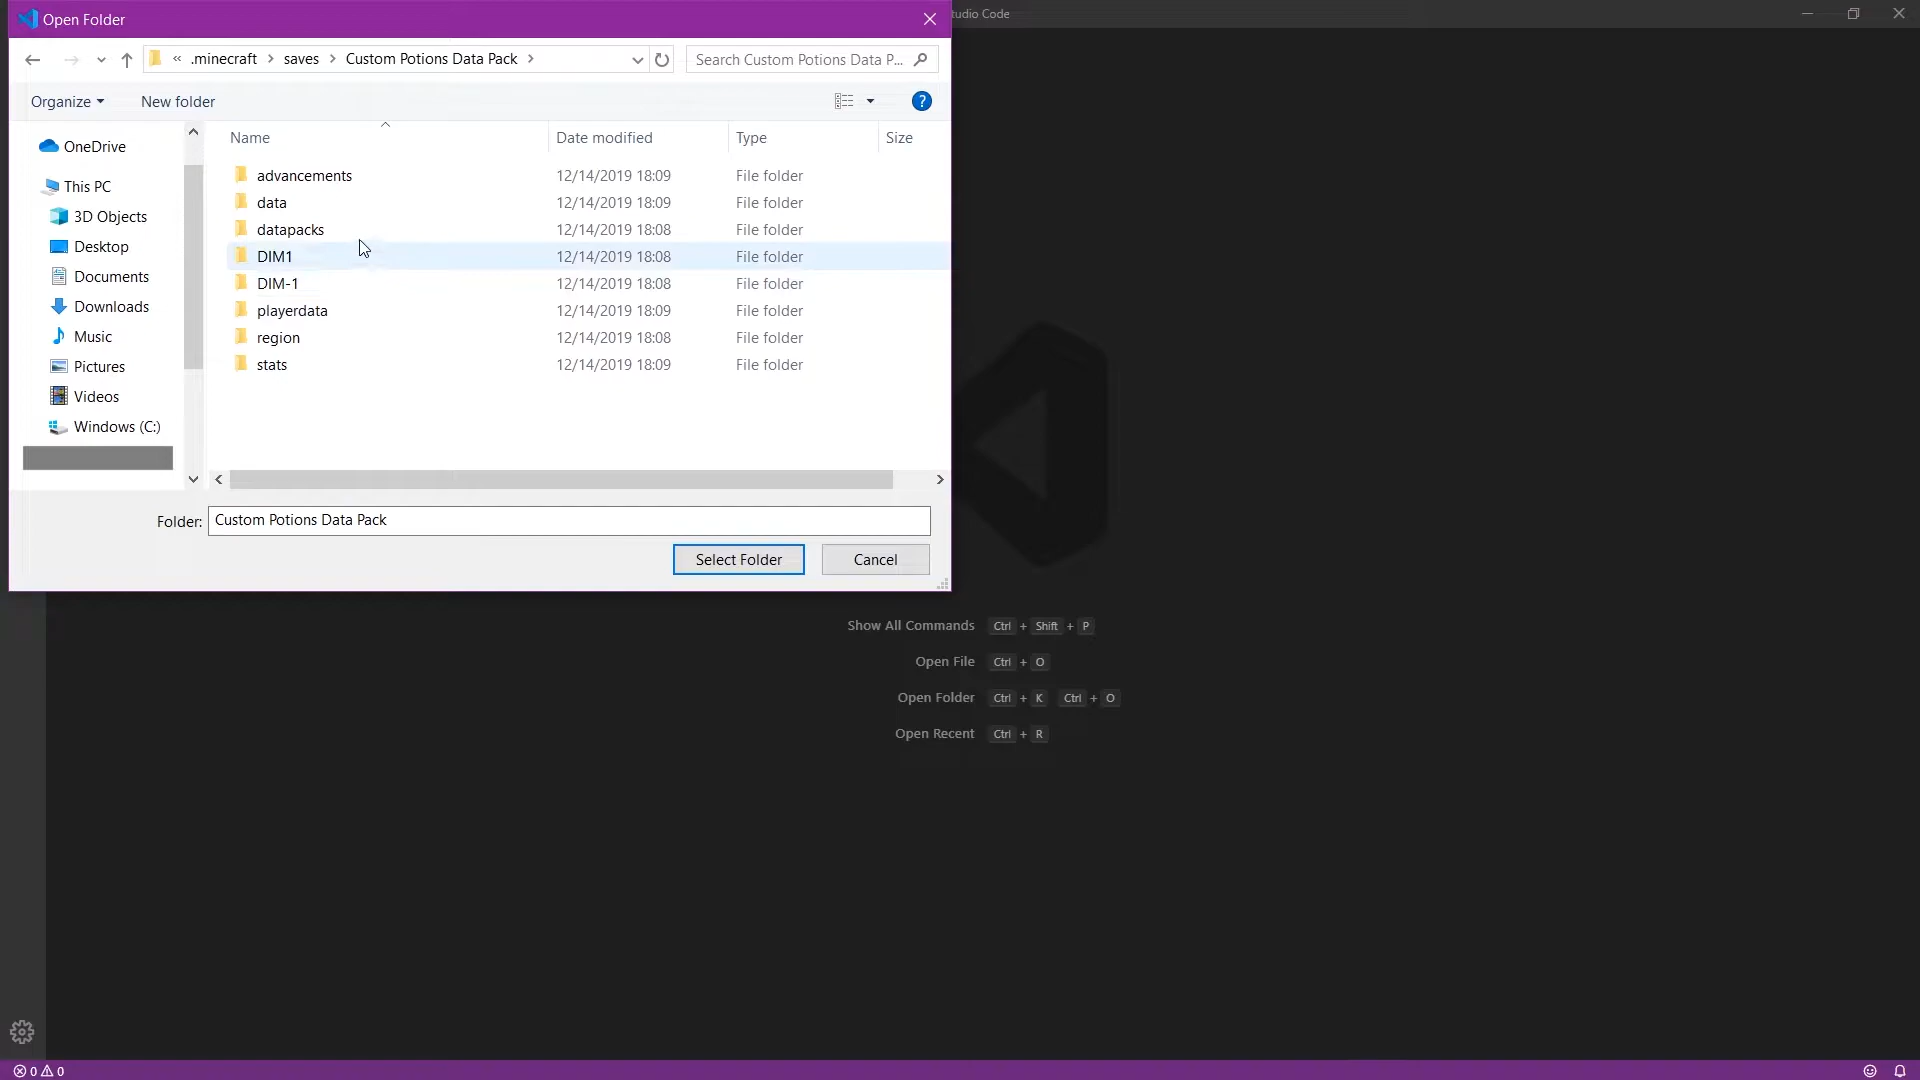 Open Folder
tudio Code
« .minecraft > saves > Custom Potions Data Pack >
Search Custom Potions Data P...
Organize
New folder
?
Name
Date modified
Type
Size
OneDrive
This PC
3D Objects
Desktop
Documents
Downloads
Music
Pictures
Videos
Windows (C:)
advancements 12/14/2019 18:09 File folder
data 12/14/2019 18:09 File folder
datapacks 12/14/2019 18:08 File folder
DIM1 12/14/2019 18:08 File folder
DIM-1 12/14/2019 18:08 File folder
playerdata 12/14/2019 18:09 File folder
region 12/14/2019 18:08 File folder
stats 12/14/2019 18:09 File folder
Folder: Custom Potions Data Pack
Select Folder
Cancel
Show All Commands Ctrl + Shift + P
Open File Ctrl + O
Open Folder Ctrl + K Ctrl + O
Open Recent Ctrl + R
0 0